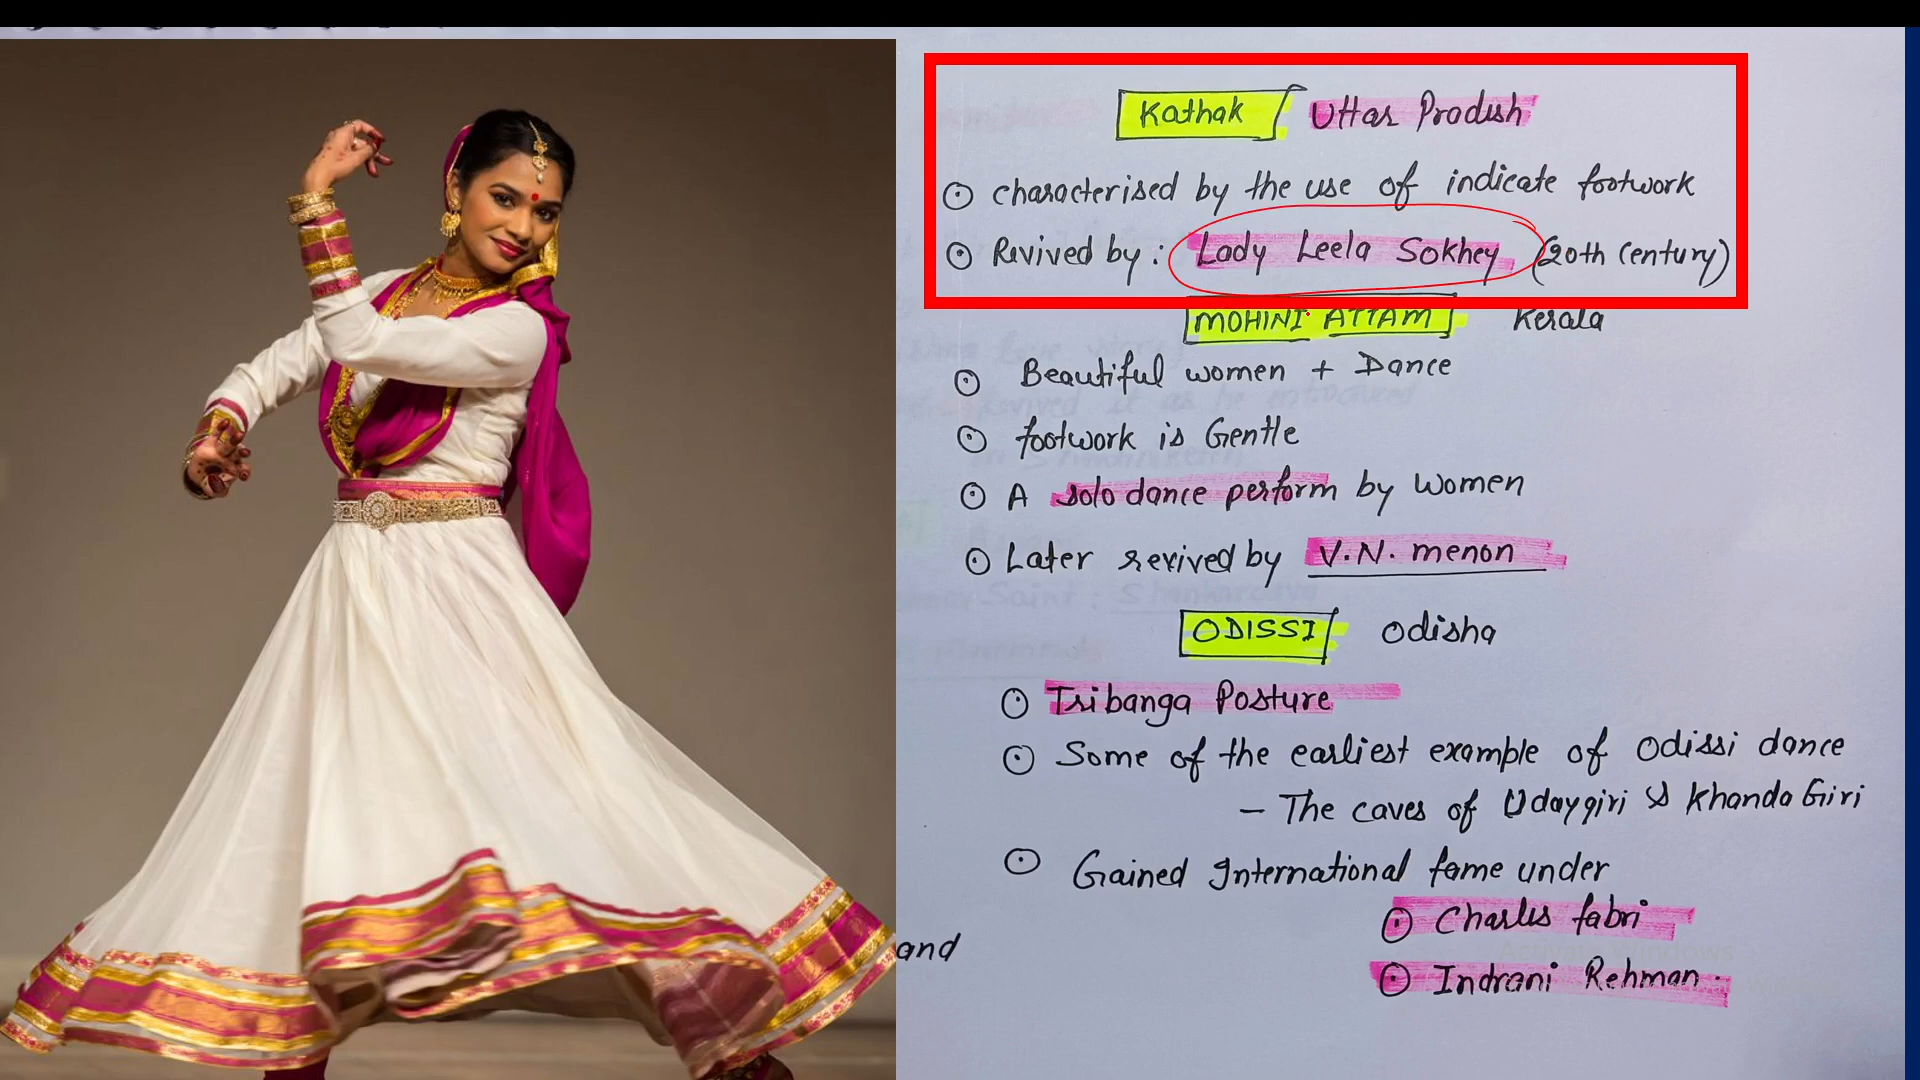 Kathak Uttar Pradesh
characterised by the use of indicate footwork
Revived by: Lady Leela Sokhey (20th Century)
MOHINI ATTAM Kerala
Beautiful women + Dance
footwork is Gentle
A solo dance perform by women
Later revived by V.N. menon
ODISSI Odisha
Tribanga Posture
Some of the earliest example of Odissi dance
– The caves of Udaygiri & Khanda Giri
Gained International fame under
Charles fabri
and
Indrani Rehman.
Activate Windows